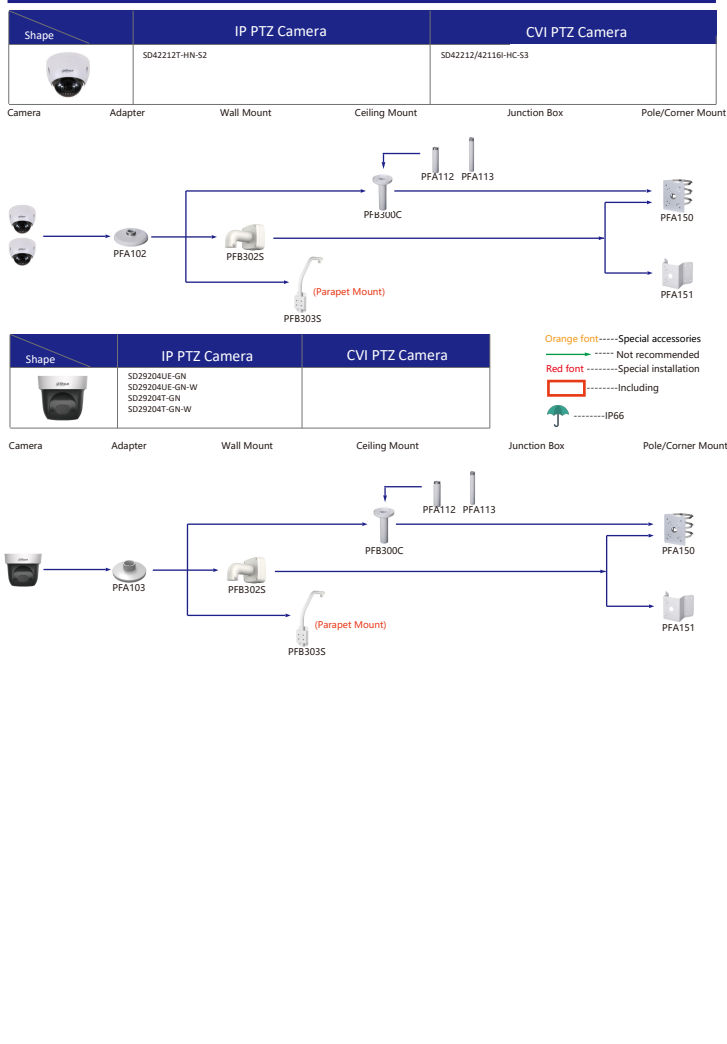 Shape
IP PTZ Camera
CVI PTZ Camera
SD42212T-HN-S2
SD42212/42116I-HC-S3
Camera
Adapter
Wall Mount
Ceiling Mount
Junction Box
Pole/Corner Mount
PFA112
PFA113
PFB300C
PFA150
PFA102
PFB302S
(Parapet Mount)
PFA151
PFB303S
Shape
IP PTZ Camera
CVI PTZ Camera
SD29204UE-GN
SD29204UE-GN-W
SD29204T-GN
SD29204T-GN-W
Orange font-----Special accessories
----- Not recommended
Red font -------Special installation
-------Including
--------IP66
Camera
Adapter
Wall Mount
Ceiling Mount
Junction Box
Pole/Corner Mount
PFA112
PFA113
PFB300C
PFA150
PFA103
PFB302S
(Parapet Mount)
PFA151
PFB303S